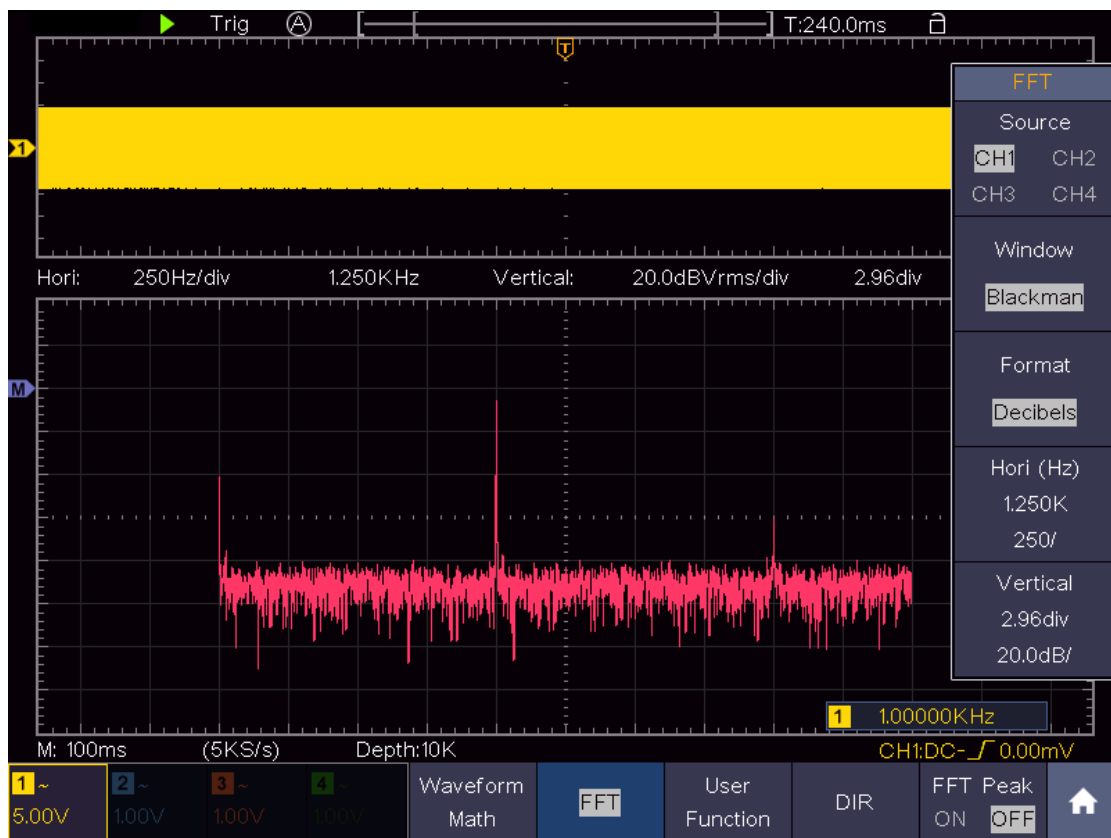 Trig A T:240.0ms
T
FFT
Source
1
CH1 CH2
CH3 CH4
Hori: 250Hz/div 1.250KHz Vertical: 20.0dBVrms/div 2.96div
Window
Blackman
Format
M
Decibels
Hori (Hz)
1.250K
250/
Vertical
2.96div
20.0dB/
1 1.00000KHz
M: 100ms (5KS/s) Depth:10K CH1:DC- 0.00mV
1 ~ 2 ~ 3 ~ 4 ~ Waveform FFT User DIR FFT Peak
5.00V 1.00V 1.00V 1.00V Math Function ON OFF